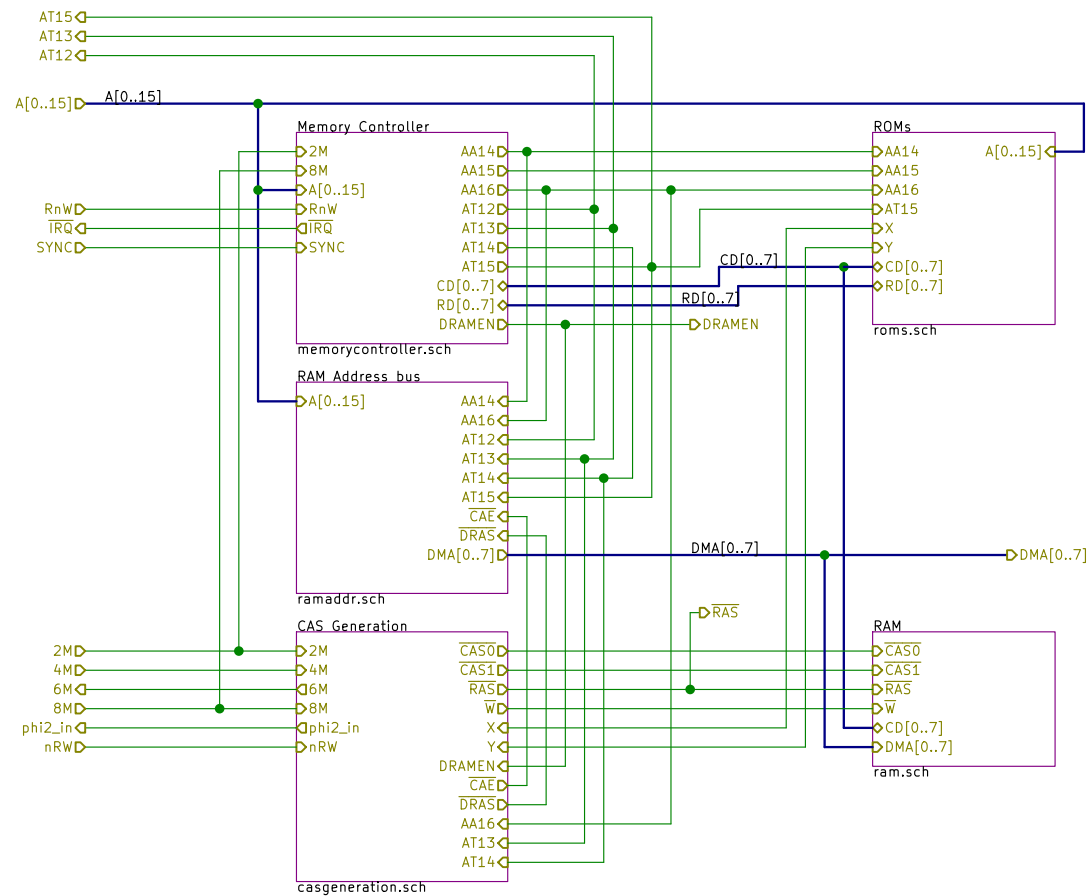 AT15
AT13
AT12
A[0..15] A[0..15]
Memory Controller
2M AA14
8M AA15
A[0..15] AA16
RnW RnW AT12
IRQ IRQ AT13
SYNC SYNC AT14
AT15
CD[0..7] CD[0..7]
RD[0..7] RD[0..7]
DRAMEN DRAMEN
memorycontroller.sch
ROMs
AA14 A[0..15]
AA15
AA16
AT15
X
Y
CD[0..7]
RD[0..7]
roms.sch
RAM Address bus
A[0..15] AA14
AA16
AT12
AT13
AT14
AT15
CAE
DRAS
DMA[0..7] DMA[0..7] DMA[0..7]
ramaddr.sch
RAS
CAS Generation
2M 2M CAS0
4M 4M CAS1
6M 6M RAS
8M 8M W
phi2_in phi2_in X
nRW nRW Y
DRAMEN
CAE
DRAS
AA16
AT13
AT14
casgeneration.sch
RAM
CAS0
CAS1
RAS
W
CD[0..7]
DMA[0..7]
ram.sch